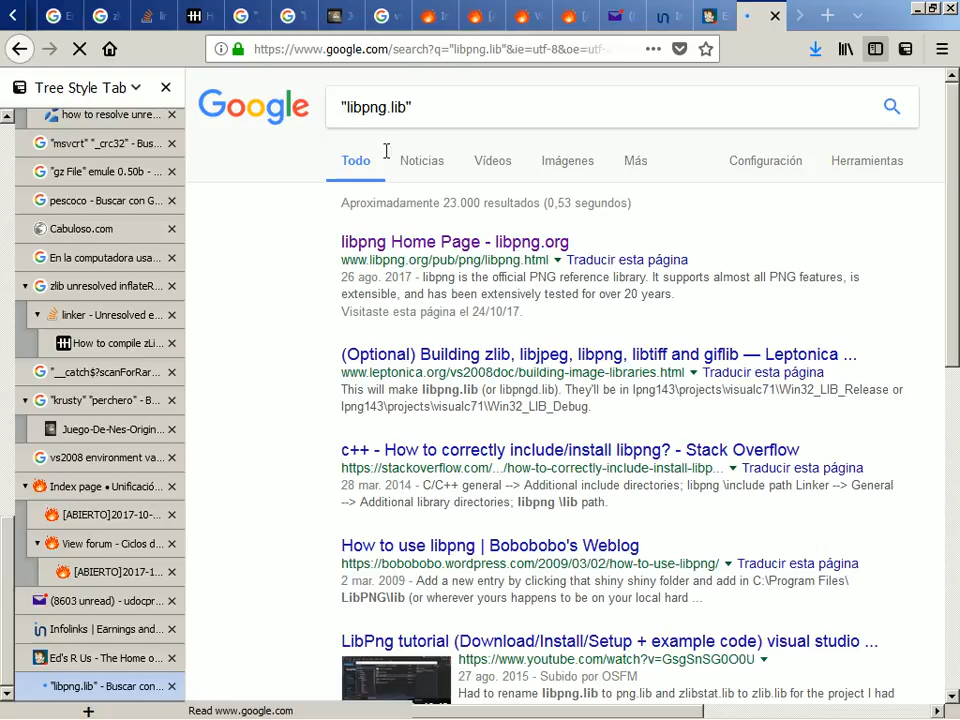 https://www.google.com/search?q="libpng.lib"&ie=utf-8&oe=utf-
Tree Style Tab
how to resolve unre...
"msvcrt" "_crc32" - Bus...
"gz File" emule 0.50b - ...
pescoco - Buscar con G...
Cabuloso.com
En la computadora usa...
zlib unresolved inflateR...
linker - Unresolved e...
How to compile zLi...
"__catch$?scanForRar...
"krusty" "perchero" - B...
Juego-De-Nes-Origin...
vs2008 environment va...
Index page • Unificació...
[ABIERTO]2017-10-...
View forum - Ciclos d...
[ABIERTO]2017-1...
(8603 unread) - udocpr...
Infolinks | Earnings and...
Ed's R Us - The Home o...
"libpng.lib" - Buscar con...
Google
"libpng.lib"
Todo Noticias Vídeos Imágenes Más Configuración Herramientas
Aproximadamente 23.000 resultados (0,53 segundos)
libpng Home Page - libpng.org
www.libpng.org/pub/png/libpng.html Traducir esta página
26 ago. 2017 - libpng is the official PNG reference library. It supports almost all PNG features, is
extensible, and has been extensively tested for over 20 years.
Visitaste esta página el 24/10/17.
(Optional) Building zlib, libjpeg, libpng, libtiff and giflib — Leptonica ...
www.leptonica.org/vs2008doc/building-image-libraries.html Traducir esta página
This will make libpng.lib (or libpngd.lib). They'll be in lpng143\projects\visualc71\Win32_LIB_Release or
lpng143\projects\visualc71\Win32_LIB_Debug.
c++ - How to correctly include/install libpng? - Stack Overflow
https://stackoverflow.com/.../how-to-correctly-include-install-libp... Traducir esta página
28 mar. 2014 - C/C++ general --> Additional include directories; libpng \include path Linker --> General
--> Additional library directories; libpng \lib path.
How to use libpng | Bobobobo's Weblog
https://bobobobo.wordpress.com/2009/03/02/how-to-use-libpng/ Traducir esta página
2 mar. 2009 - Add a new entry by clicking that shiny shiny folder and add in C:\Program Files\
LibPNG\lib (or wherever yours happens to be on your local hard ...
LibPng tutorial (Download/Install/Setup + example code) visual studio ...
https://www.youtube.com/watch?v=GsgSnSG0O0U
27 ago. 2015 - Subido por OSFM
Had to rename libpng.lib to png.lib and zlibstat.lib to zlib.lib for the project I had
Read www.google.com